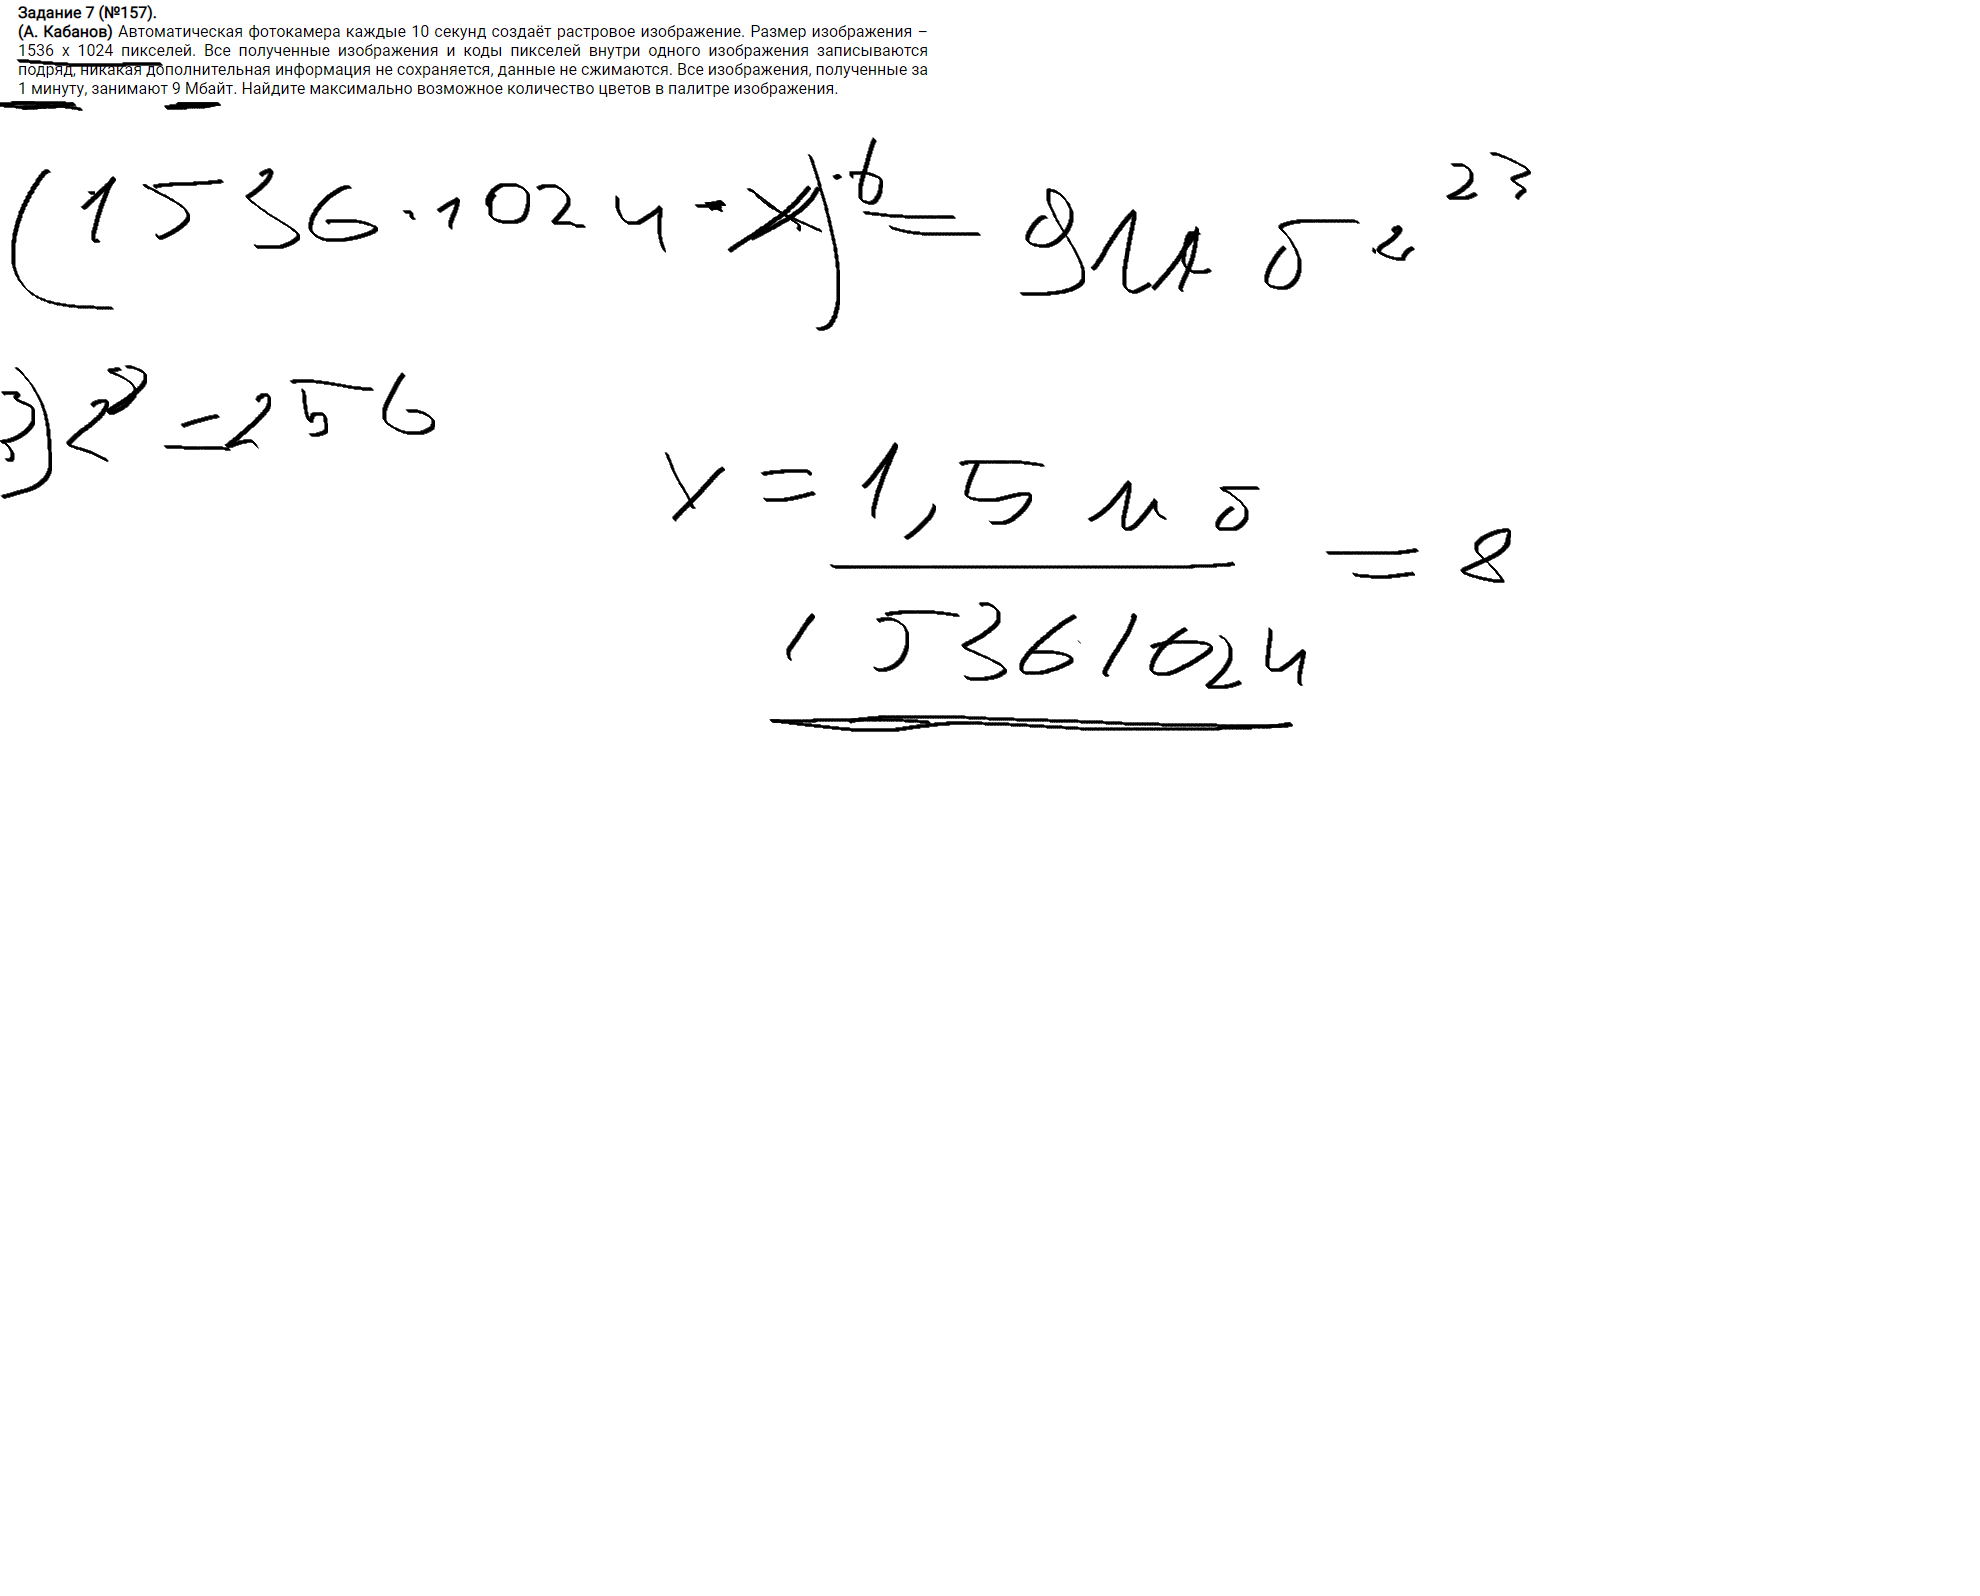 Задание 7 (№157).
(А. Кабанов) Автоматическая фотокамера каждые 10 секунд создаёт растровое изображение. Размер изображения –
1536 x 1024 пикселей. Все полученные изображения и коды пикселей внутри одного изображения записываются
подряд, никакая дополнительная информация не сохраняется, данные не сжимаются. Все изображения, полученные за
1 минуту, занимают 9 Мбайт. Найдите максимально возможное количество цветов в палитре изображения.
(1536·1024·x)·6 = 9Мб·2^23
3) 2^8 = 256
x = 1,5 мб = 8
1536 1024